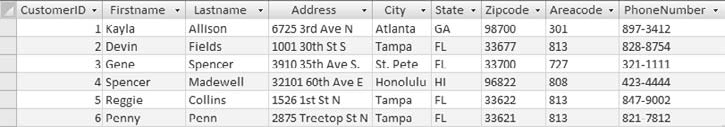 CustomerID Firstname Lastname Address City State Zipcode Areacode PhoneNumber
1 Kayla Allison 6725 3rd Ave N Atlanta GA 98700 301 897-3412
2 Devin Fields 1001 30th St S Tampa FL 33677 813 828-8754
3 Gene Spencer 3910 35th Ave S. St. Pete FL 33700 727 321-1111
4 Spencer Madewell 32101 60th Ave E Honolulu HI 96822 808 423-4444
5 Reggie Collins 1526 1st St N Tampa FL 33622 813 847-9002
6 Penny Penn 2875 Treetop St N Tampa FL 33621 813 821-7812